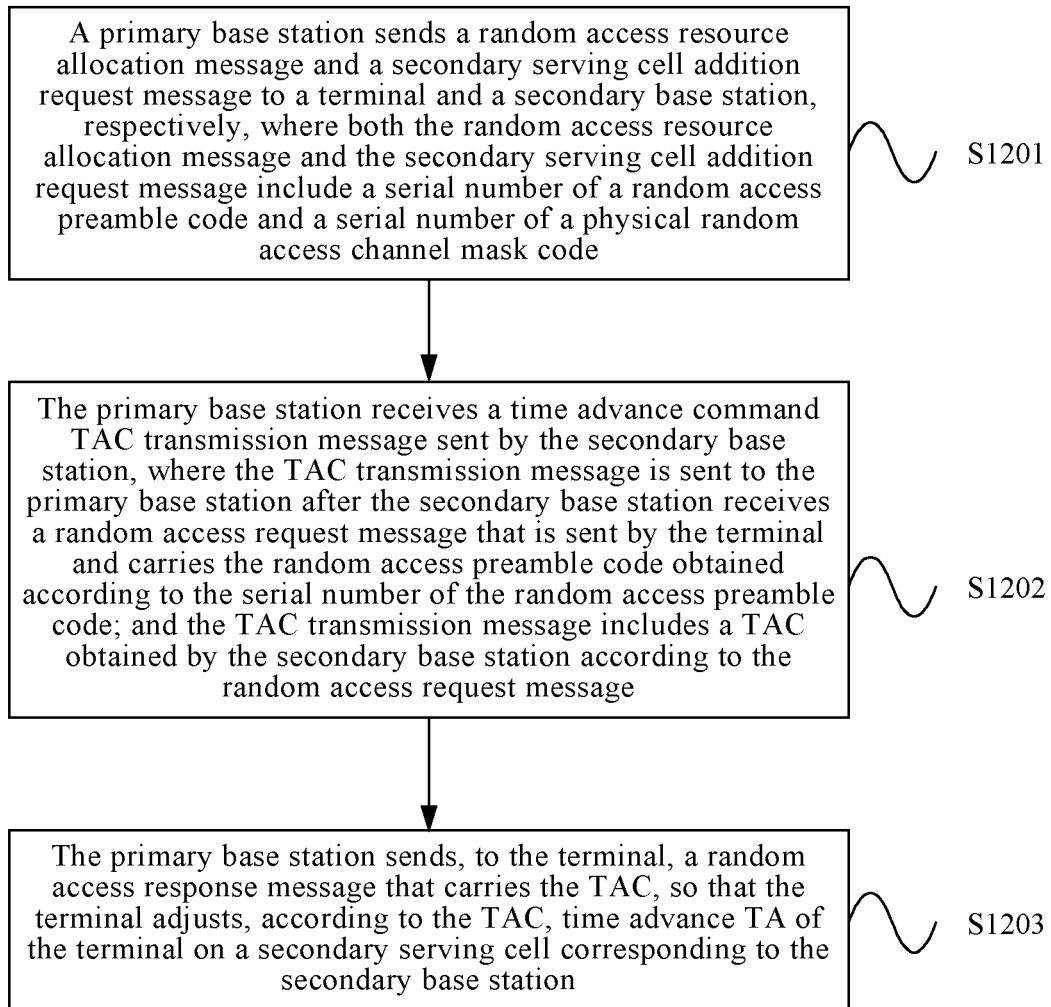 A primary base station sends a random access resource
allocation message and a secondary serving cell addition
request message to a terminal and a secondary base station,
respectively, where both the random access resource
allocation message and the secondary serving cell addition
request message include a serial number of a random access
preamble code and a serial number of a physical random
access channel mask code
S1201
The primary base station receives a time advance command
TAC transmission message sent by the secondary base
station, where the TAC transmission message is sent to the
primary base station after the secondary base station receives
a random access request message that is sent by the terminal
and carries the random access preamble code obtained
according to the serial number of the random access preamble
code; and the TAC transmission message includes a TAC
obtained by the secondary base station according to the
random access request message
S1202
The primary base station sends, to the terminal, a random
access response message that carries the TAC, so that the
terminal adjusts, according to the TAC, time advance TA of
the terminal on a secondary serving cell corresponding to the
secondary base station
S1203